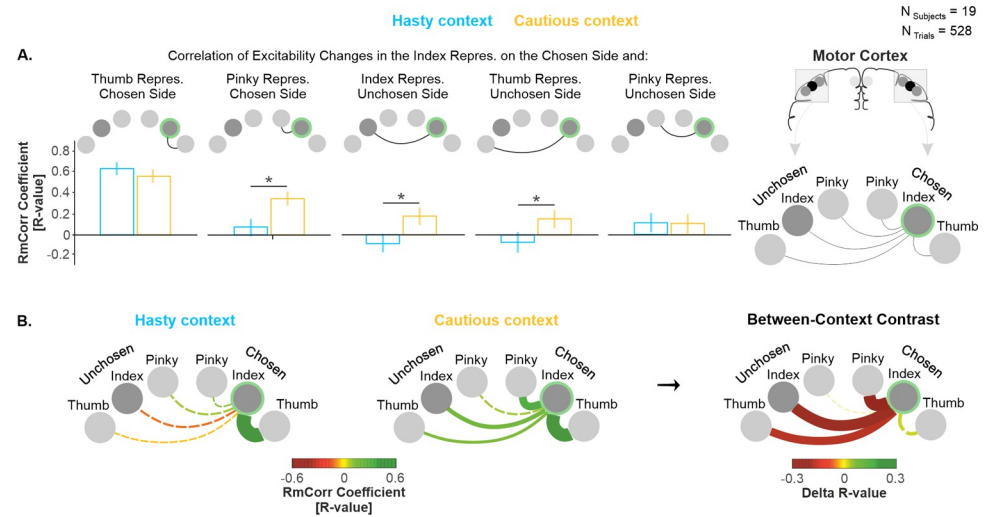 Hasty context Cautious context
N Subjects = 19
N Trials = 528
A.
Correlation of Excitability Changes in the Index Repres. on the Chosen Side and:
Thumb Repres.
Chosen Side
Pinky Repres.
Chosen Side
Index Repres.
Unchosen Side
Thumb Repres.
Unchosen Side
Pinky Repres.
Unchosen Side
RmCorr Coefficient
[R-value]
0.8
0.6
0.4
0.2
0
-0.2
*
*
*
Motor Cortex
Unchosen
Chosen
Pinky Pinky
Index Index
Thumb Thumb
B.
Hasty context
Unchosen
Chosen
Pinky Pinky
Index Index
Thumb Thumb
Cautious context
Unchosen
Chosen
Pinky Pinky
Index Index
Thumb Thumb
Between-Context Contrast
Unchosen
Chosen
Pinky Pinky
Index Index
Thumb Thumb
-0.6 0 0.6
RmCorr Coefficient
[R-value]
-0.3 0 0.3
Delta R-value